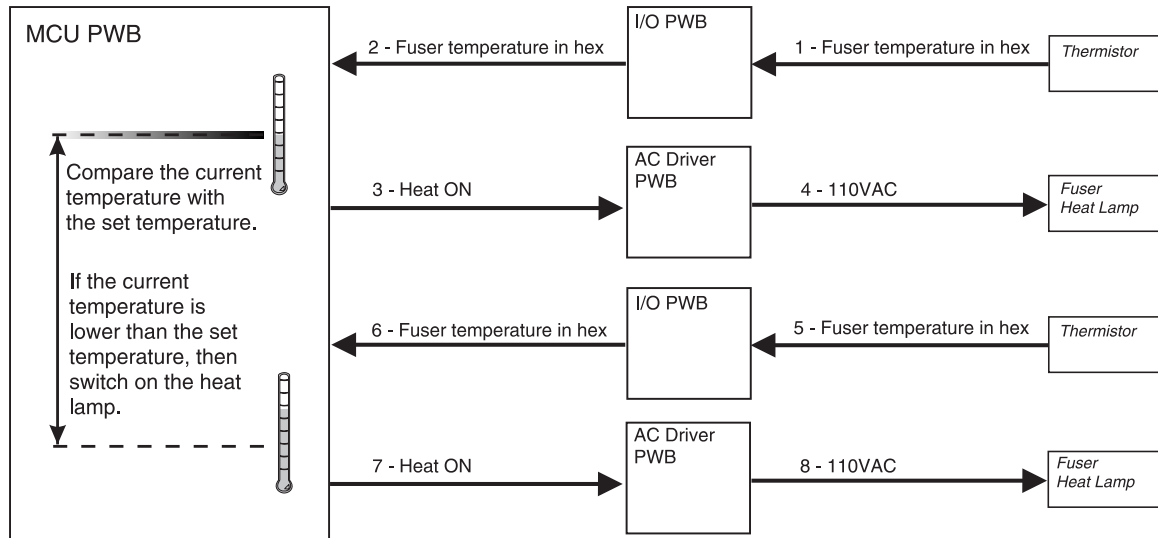 MCU PWB
Compare the current
temperature with
the set temperature.
If the current
temperature is
lower than the set
temperature, then
switch on the heat
lamp.
2 - Fuser temperature in hex
I/O PWB
1 - Fuser temperature in hex
Thermistor
3 - Heat ON
AC Driver
PWB
4 - 110VAC
Fuser
Heat Lamp
6 - Fuser temperature in hex
I/O PWB
5 - Fuser temperature in hex
Thermistor
7 - Heat ON
AC Driver
PWB
8 - 110VAC
Fuser
Heat Lamp